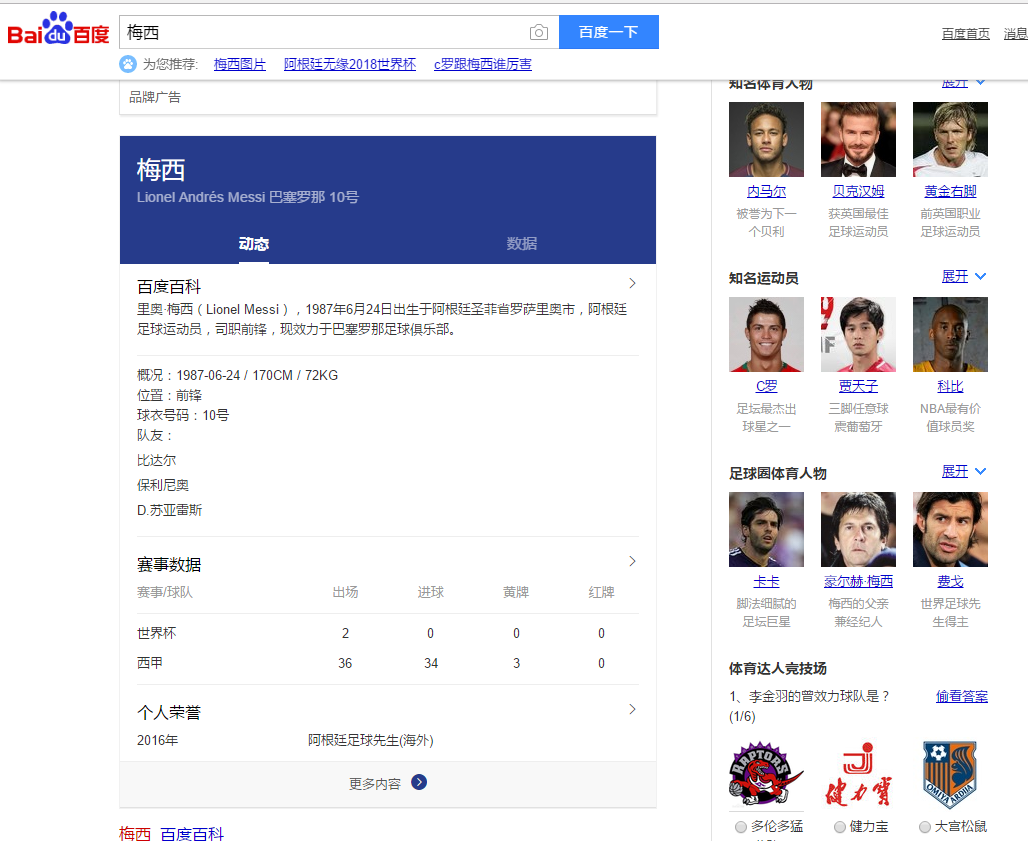 Bai du 百度
梅西
百度一下
百度首页 消息
为您推荐: 梅西图片 阿根廷无缘2018世界杯 c罗跟梅西谁厉害
品牌广告
梅西
Lionel Andrés Messi 巴塞罗那 10号
动态 数据
百度百科
里奥·梅西（Lionel Messi），1987年6月24日出生于阿根廷圣菲省罗萨里奥市，阿根廷
足球运动员，司职前锋，现效力于巴塞罗那足球俱乐部。
概况：1987-06-24 / 170CM / 72KG
位置：前锋
球衣号码：10号
队友：
比达尔
保利尼奥
D.苏亚雷斯
赛事数据
赛事/球队 出场 进球 黄牌 红牌
世界杯 2 0 0 0
西甲 36 34 3 0
个人荣誉
2016年 阿根廷足球先生(海外)
更多内容
梅西 百度百科
知名体育人物 展开
内马尔 贝克汉姆 黄金右脚
被誉为下一 获英国最佳 前英国职业
个贝利 足球运动员 足球运动员
知名运动员 展开
C罗 贾天子 科比
足坛最杰出 三脚任意球 NBA最有价
球星之一 震葡萄牙 值球员奖
足球圈体育人物 展开
卡卡 豪尔赫·梅西 费戈
脚法细腻的 梅西的父亲 世界足球先
足坛巨星 兼经纪人 生得主
体育达人竞技场
1、李金羽的曾效力球队是？ 偷看答案
(1/6)
RAPTORS 健力宝 OMIYA ARDIJA
多伦多猛 健力宝 大宫松鼠